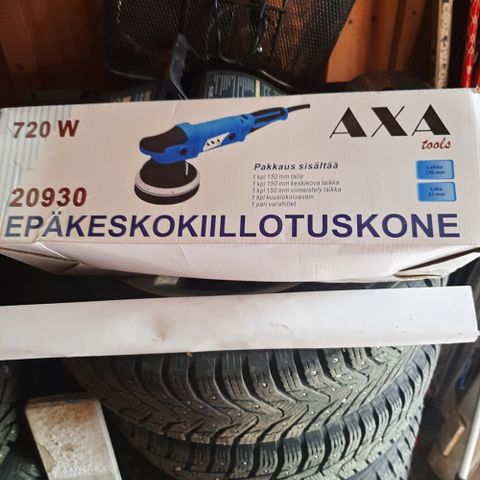 720 W
AXA
tools
Pakkaus sisältää
1 kpl 150 mm talla
1 kpl 150 mm keskikova laikka
1 kpl 150 mm viimeistely laikka
1 kpl kuusiokoloavain
1 pari varahiilet
Laikka
150 mm
Liike
21 mm
20930
EPÄKESKOKIILLOTUSKONE